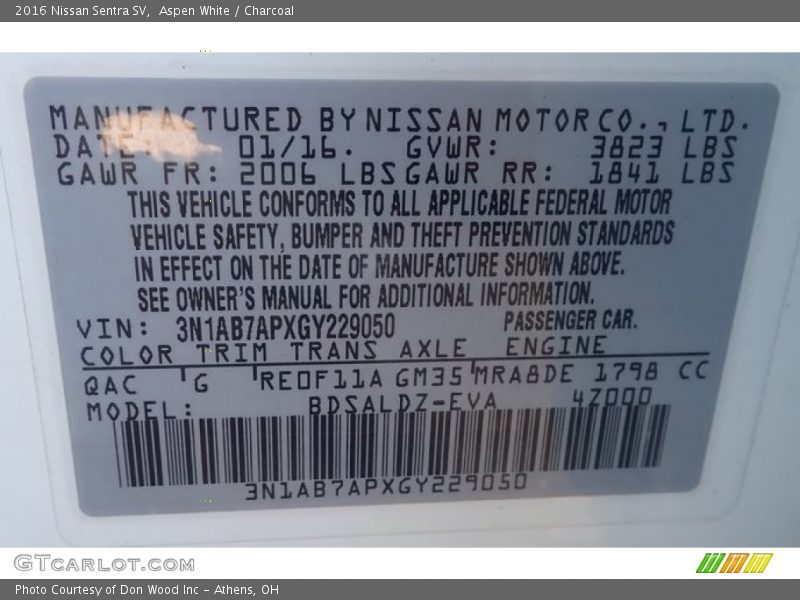 2016 Nissan Sentra SV, Aspen White / Charcoal
MANUFACTURED BY NISSAN MOTOR CO., LTD.
DATE: 01/16. GVWR: 3823 LBS
GAWR FR: 2006 LBS GAWR RR: 1841 LBS
THIS VEHICLE CONFORMS TO ALL APPLICABLE FEDERAL MOTOR
VEHICLE SAFETY, BUMPER AND THEFT PREVENTION STANDARDS
IN EFFECT ON THE DATE OF MANUFACTURE SHOWN ABOVE.
SEE OWNER'S MANUAL FOR ADDITIONAL INFORMATION.
VIN: 3N1AB7APXGY229050 PASSENGER CAR.
COLOR TRIM TRANS AXLE ENGINE
QAC G RE0F11A GM35 MRA8DE 1798 CC
MODEL: BDSALDZ-EVA 4Z000
3N1AB7APXGY229050
GTCARLOT.COM
Photo Courtesy of Don Wood Inc - Athens, OH